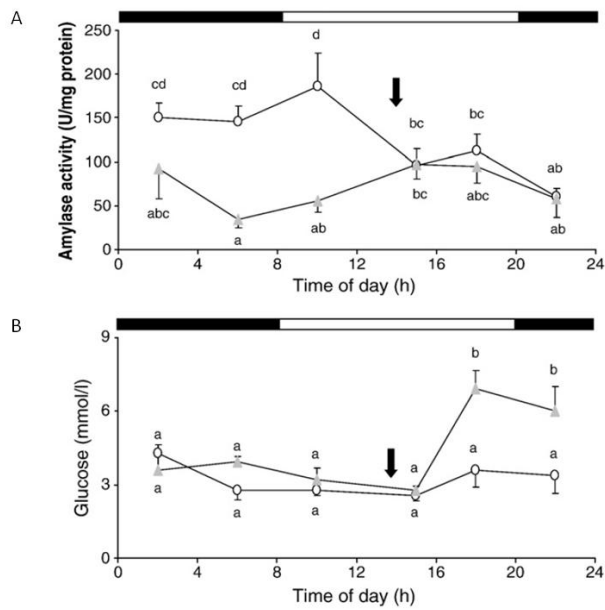 A
Amylase activity (U/mg protein)
250
200
150
100
50
0
cd
cd
d
bc
bc
ab
abc
a
ab
bc
abc
ab
0 4 8 12 16 20 24
Time of day (h)
B
Glucose (mmol/l)
9
6
3
0
a
a
a
a
b
b
a
a
a
a
a
a
0 4 8 12 16 20 24
Time of day (h)